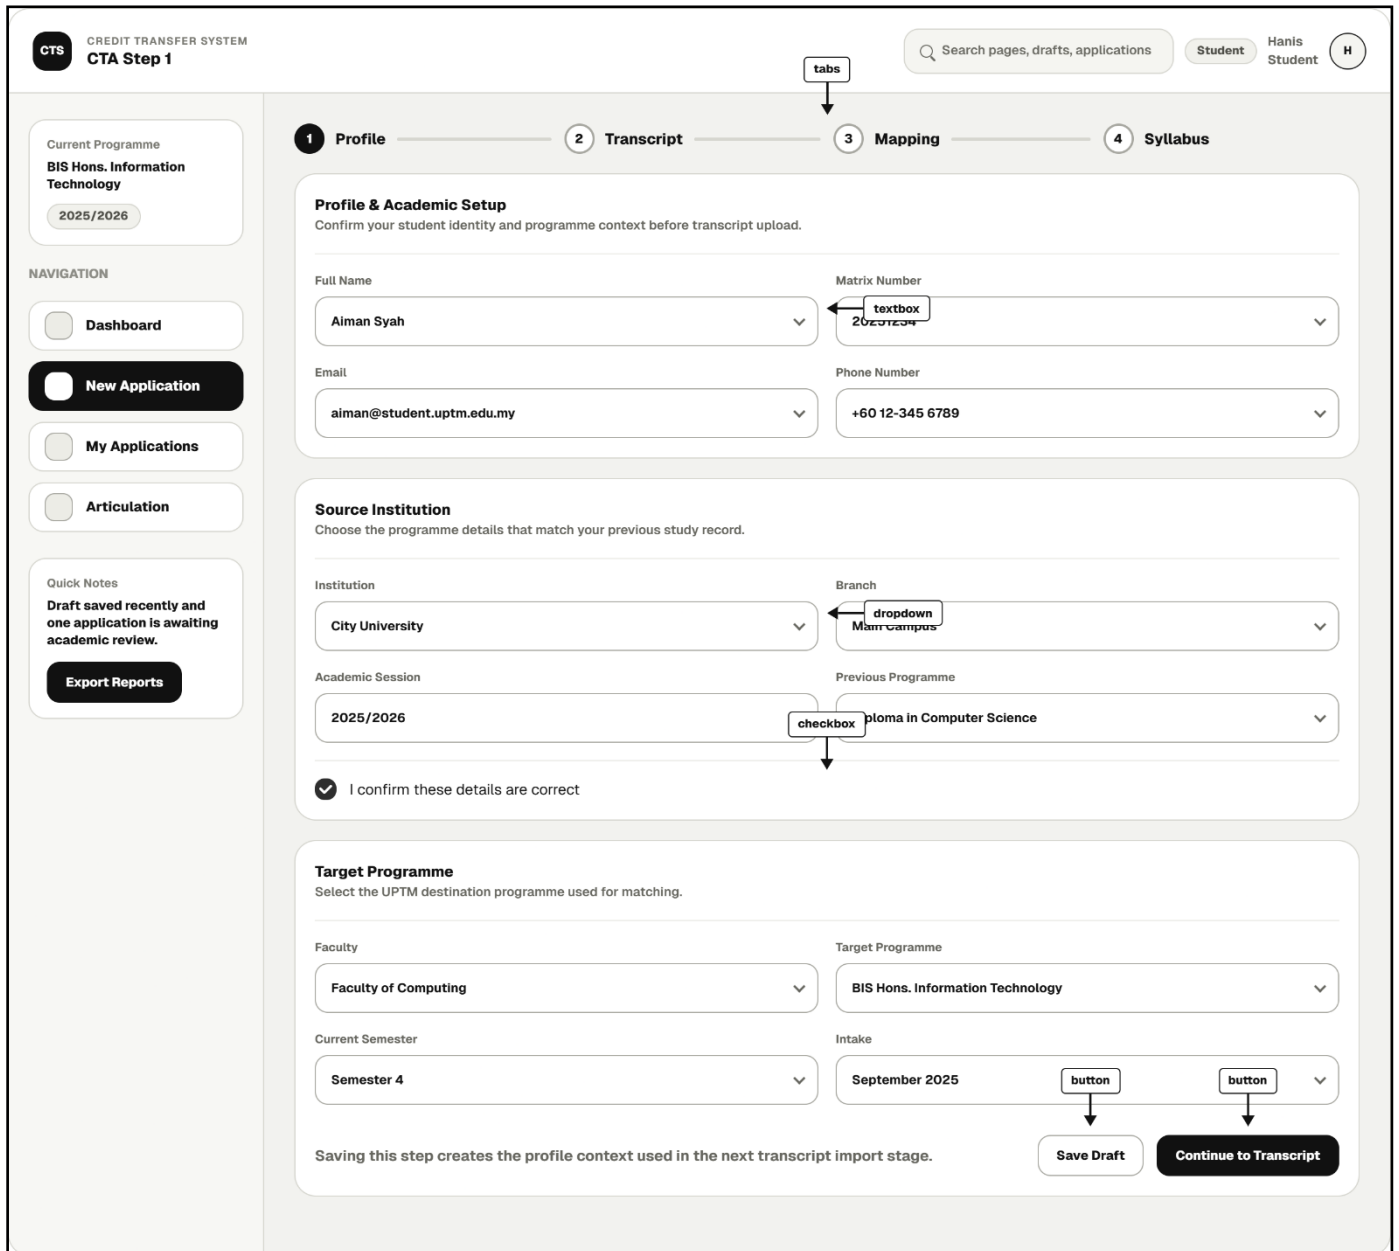 CTS
CREDIT TRANSFER SYSTEM
CTA Step 1
Search pages, drafts, applications
Student
Hanis
Student
H
tabs
Current Programme
BIS Hons. Information
Technology
2025/2026
NAVIGATION
Dashboard
New Application
My Applications
Articulation
Quick Notes
Draft saved recently and
one application is awaiting
academic review.
Export Reports
1 Profile
2 Transcript
3 Mapping
4 Syllabus
Profile & Academic Setup
Confirm your student identity and programme context before transcript upload.
Full Name
Matrix Number
Aiman Syah
textbox
20251234
Email
Phone Number
aiman@student.uptm.edu.my
+60 12-345 6789
Source Institution
Choose the programme details that match your previous study record.
Institution
Branch
City University
dropdown
Main Campus
Academic Session
Previous Programme
2025/2026
checkbox
in Computer Science
I confirm these details are correct
Target Programme
Select the UPTM destination programme used for matching.
Faculty
Target Programme
Faculty of Computing
BIS Hons. Information Technology
Current Semester
Intake
Semester 4
September 2025
button
button
Saving this step creates the profile context used in the next transcript import stage.
Save Draft
Continue to Transcript